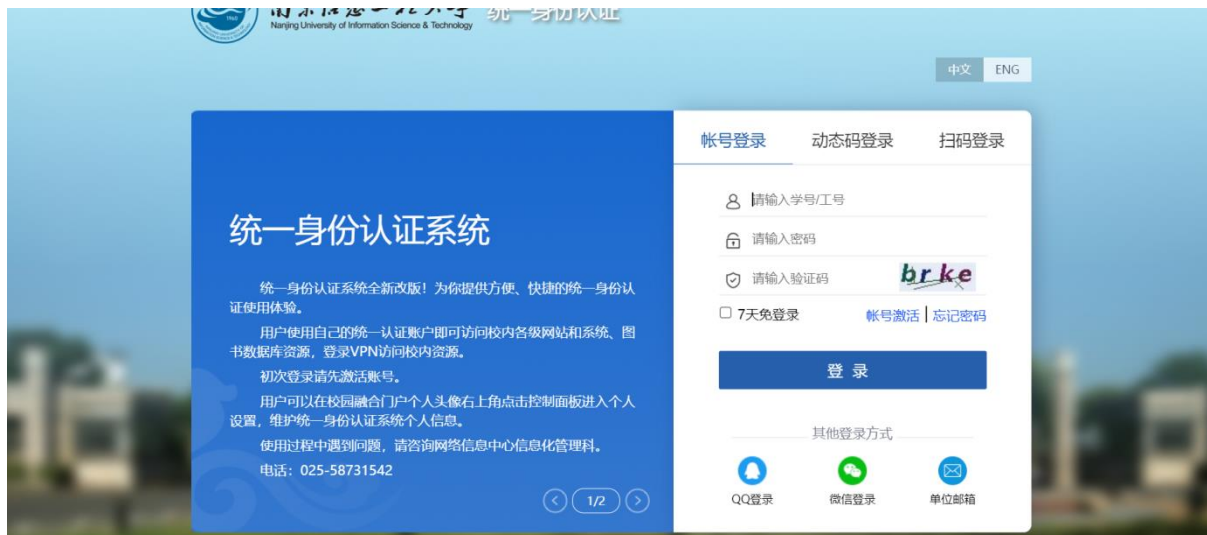 Nanjing University of Information Science & Technology
统一身份认证
中文 ENG
帐号登录 动态码登录 扫码登录
请输入学号/工号
请输入密码
请输入验证码 brke
7天免登录 帐号激活 | 忘记密码
登 录
其他登录方式
QQ登录 微信登录 单位邮箱
统一身份认证系统
统一身份认证系统全新改版！为你提供方便、快捷的统一身份认
证使用体验。
用户使用自己的统一认证账户即可访问校内各级网站和系统、图
书数据库资源，登录VPN访问校内资源。
初次登录请先激活账号。
用户可以在校园融合门户个人头像右上角点击控制面板进入个人
设置，维护统一身份认证系统个人信息。
使用过程中遇到问题，请咨询网络信息中心信息化管理科。
电话：025-58731542
1/2